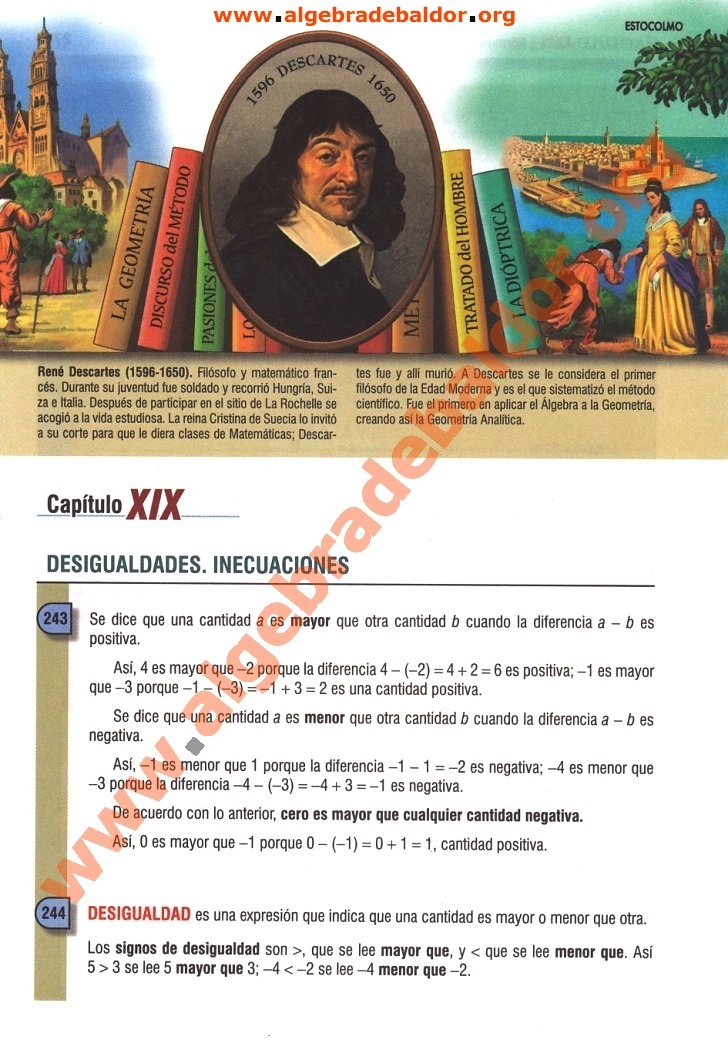 www.algebradebaldor.org
ESTOCOLMO
1596 DESCARTES 1650
LA GEOMETRÍA
DISCURSO del MÉTODO
PASIONES
TRATADO del HOMBRE
LA DIÓPTRICA
René Descartes (1596-1650). Filósofo y matemático fran-
cés. Durante su juventud fue soldado y recorrió Hungría, Sui-
za e Italia. Después de participar en el sitio de La Rochelle se
acogió a la vida estudiosa. La reina Cristina de Suecia lo invitó
a su corte para que le diera clases de Matemáticas; Descar-
tes fue y allí murió. A Descartes se le considera el primer
filósofo de la Edad Moderna y es el que sistematizó el método
científico. Fue el primero en aplicar el Álgebra a la Geometría,
creando así la Geometría Analítica.
Capítulo XIX
DESIGUALDADES. INECUACIONES
243
Se dice que una cantidad a es mayor que otra cantidad b cuando la diferencia a – b es
positiva.
Así, 4 es mayor que –2 porque la diferencia 4 – (–2) = 4 + 2 = 6 es positiva; –1 es mayor
que –3 porque –1 – (–3) = –1 + 3 = 2 es una cantidad positiva.
Se dice que una cantidad a es menor que otra cantidad b cuando la diferencia a – b es
negativa.
Así, –1 es menor que 1 porque la diferencia –1 – 1 = –2 es negativa; –4 es menor que
–3 porque la diferencia –4 – (–3) = –4 + 3 = –1 es negativa.
De acuerdo con lo anterior, cero es mayor que cualquier cantidad negativa.
Así, 0 es mayor que –1 porque 0 – (–1) = 0 + 1 = 1, cantidad positiva.
244
DESIGUALDAD es una expresión que indica que una cantidad es mayor o menor que otra.
Los signos de desigualdad son >, que se lee mayor que, y < que se lee menor que. Así
5 > 3 se lee 5 mayor que 3; –4 < –2 se lee –4 menor que –2.
www.algebradebaldor.org